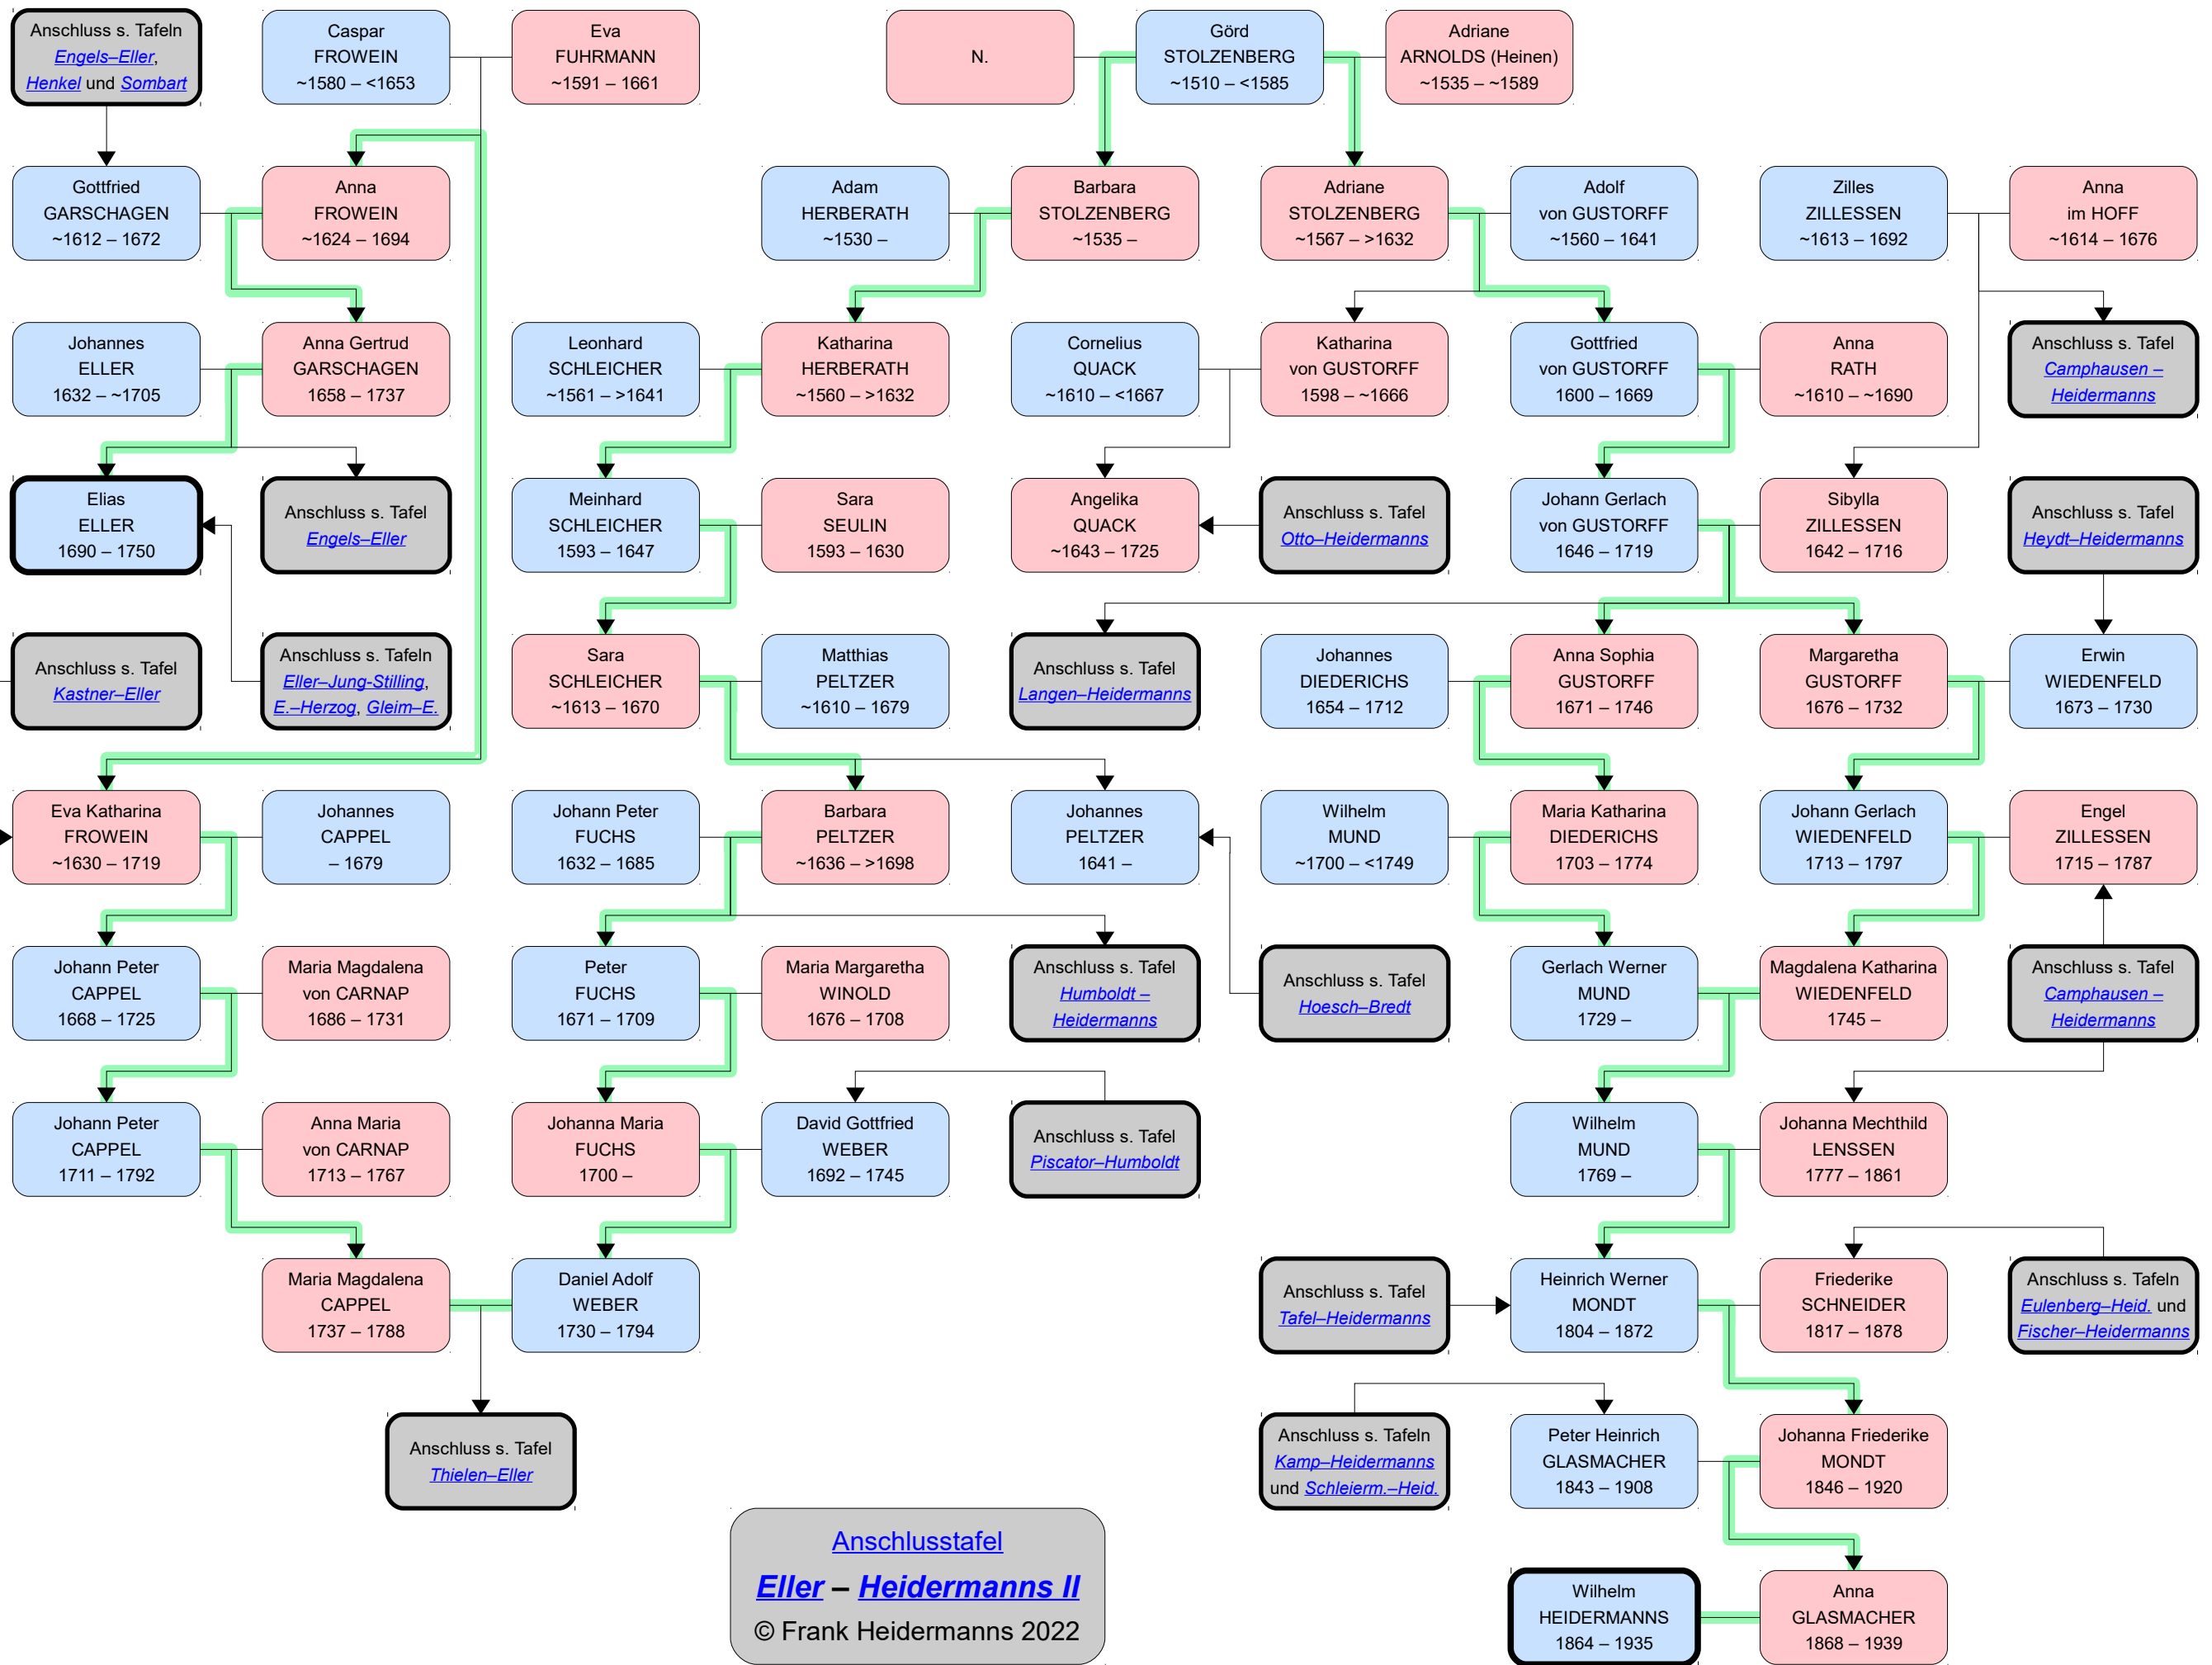 Anschluss s. Tafeln
Engels–Eller,
Henkel und Sombart
Caspar
FROWEIN
~1580 – <1653
Eva
FUHRMANN
~1591 – 1661
N.
Görd
STOLZENBERG
~1510 – <1585
Adriane
ARNOLDS (Heinen)
~1535 – ~1589
Gottfried
GARSCHAGEN
~1612 – 1672
Anna
FROWEIN
~1624 – 1694
Adam
HERBERATH
~1530 –
Barbara
STOLZENBERG
~1535 –
Adriane
STOLZENBERG
~1567 – >1632
Adolf
von GUSTORFF
~1560 – 1641
Zilles
ZILLESSEN
~1613 – 1692
Anna
im HOFF
~1614 – 1676
Johannes
ELLER
1632 – ~1705
Anna Gertrud
GARSCHAGEN
1658 – 1737
Leonhard
SCHLEICHER
~1561 – >1641
Katharina
HERBERATH
~1560 – >1632
Cornelius
QUACK
~1610 – <1667
Katharina
von GUSTORFF
1598 – ~1666
Gottfried
von GUSTORFF
1600 – 1669
Anna
RATH
~1610 – ~1690
Anschluss s. Tafel
Camphausen –
Heidermanns
Elias
ELLER
1690 – 1750
Anschluss s. Tafel
Engels–Eller
Meinhard
SCHLEICHER
1593 – 1647
Sara
SEULIN
1593 – 1630
Angelika
QUACK
~1643 – 1725
Anschluss s. Tafel
Otto–Heidermanns
Johann Gerlach
von GUSTORFF
1646 – 1719
Sibylla
ZILLESSEN
1642 – 1716
Anschluss s. Tafel
Heydt–Heidermanns
Anschluss s. Tafel
Kastner–Eller
Anschluss s. Tafeln
Eller–Jung-Stilling,
E.–Herzog, Gleim–E.
Sara
SCHLEICHER
~1613 – 1670
Matthias
PELTZER
~1610 – 1679
Anschluss s. Tafel
Langen–Heidermanns
Johannes
DIEDERICHS
1654 – 1712
Anna Sophia
GUSTORFF
1671 – 1746
Margaretha
GUSTORFF
1676 – 1732
Erwin
WIEDENFELD
1673 – 1730
Eva Katharina
FROWEIN
~1630 – 1719
Johannes
CAPPEL
– 1679
Johann Peter
FUCHS
1632 – 1685
Barbara
PELTZER
~1636 – >1698
Johannes
PELTZER
1641 –
Wilhelm
MUND
~1700 – <1749
Maria Katharina
DIEDERICHS
1703 – 1774
Johann Gerlach
WIEDENFELD
1713 – 1797
Engel
ZILLESSEN
1715 – 1787
Johann Peter
CAPPEL
1668 – 1725
Maria Magdalena
von CARNAP
1686 – 1731
Peter
FUCHS
1671 – 1709
Maria Margaretha
WINOLD
1676 – 1708
Anschluss s. Tafel
Humboldt –
Heidermanns
Anschluss s. Tafel
Hoesch–Bredt
Gerlach Werner
MUND
1729 –
Magdalena Katharina
WIEDENFELD
1745 –
Anschluss s. Tafel
Camphausen –
Heidermanns
Johann Peter
CAPPEL
1711 – 1792
Anna Maria
von CARNAP
1713 – 1767
Johanna Maria
FUCHS
1700 –
David Gottfried
WEBER
1692 – 1745
Anschluss s. Tafel
Piscator–Humboldt
Wilhelm
MUND
1769 –
Johanna Mechthild
LENSSEN
1777 – 1861
Maria Magdalena
CAPPEL
1737 – 1788
Daniel Adolf
WEBER
1730 – 1794
Anschluss s. Tafel
Tafel–Heidermanns
Heinrich Werner
MONDT
1804 – 1872
Friederike
SCHNEIDER
1817 – 1878
Anschluss s. Tafeln
Eulenberg–Heid. und
Fischer–Heidermanns
Anschluss s. Tafel
Thielen–Eller
Anschluss s. Tafeln
Kamp–Heidermanns
und Schleierm.–Heid.
Peter Heinrich
GLASMACHER
1843 – 1908
Johanna Friederike
MONDT
1846 – 1920
Anschlusstafel
Eller – Heidermanns II
© Frank Heidermanns 2022
Wilhelm
HEIDERMANNS
1864 – 1935
Anna
GLASMACHER
1868 – 1939